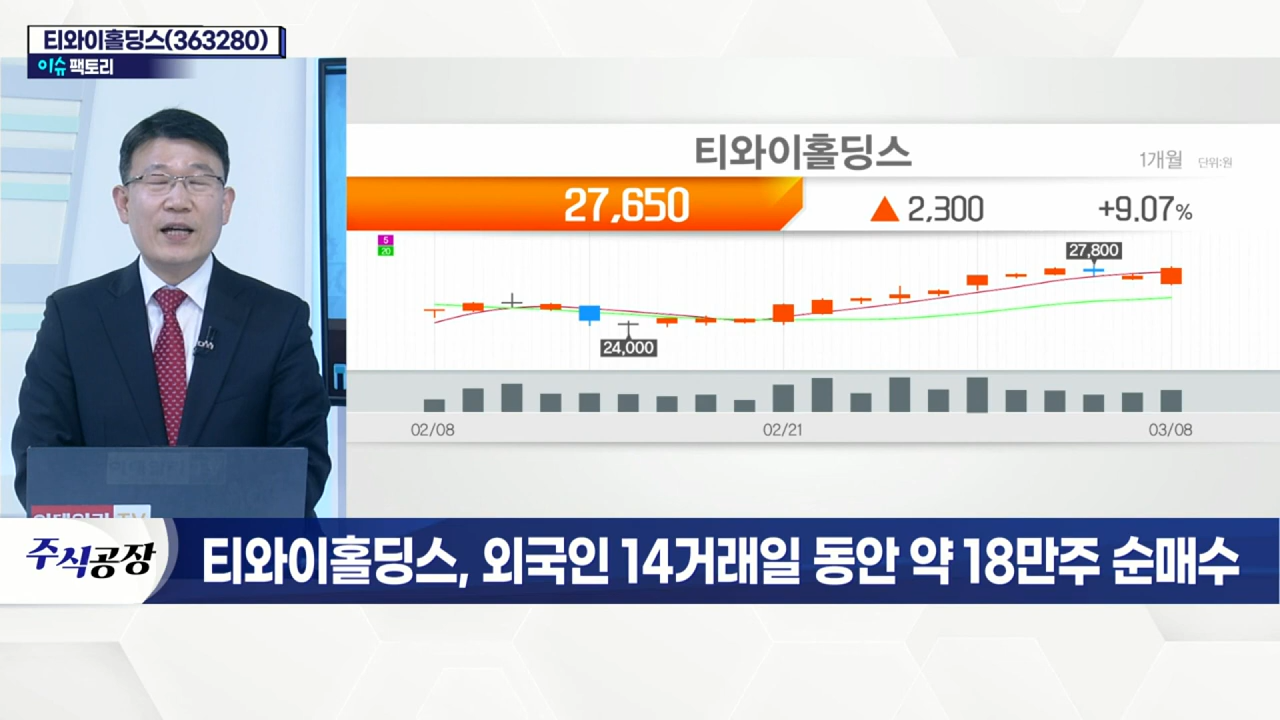 티와이홀딩스(363280)
이슈 팩토리
티와이홀딩스
1개월 단위:원
27,650 ▲ 2,300 +9.07%
5
20
27,800
24,000
02/08 02/21 03/08
주식공장
티와이홀딩스, 외국인 14거래일 동안 약 18만주 순매수